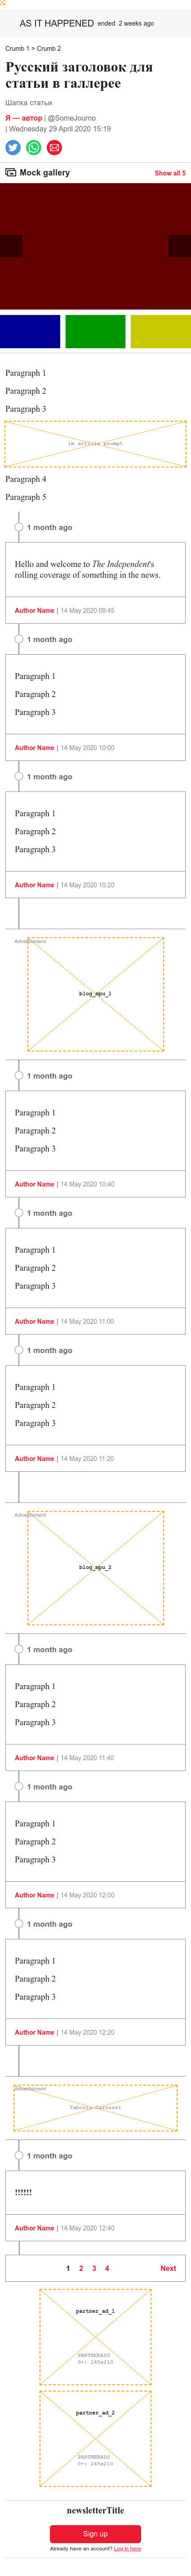 AS IT HAPPENED ended 2 weeks ago
Crumb 1 > Crumb 2
Русский заголовок для
статьи в галлерее
Шапка статьи
Я — автор | @SomeJourno
| Wednesday 29 April 2020 15:19
Mock gallery Show all 5
Paragraph 1
Paragraph 2
Paragraph 3
in article prompt
Paragraph 4
Paragraph 5
1 month ago
Hello and welcome to The Independent's
rolling coverage of something in the news.
Author Name | 14 May 2020 09:45
1 month ago
Paragraph 1
Paragraph 2
Paragraph 3
Author Name | 14 May 2020 10:00
1 month ago
Paragraph 1
Paragraph 2
Paragraph 3
Author Name | 14 May 2020 10:20
Advertisement
blog_mpu_1
1 month ago
Paragraph 1
Paragraph 2
Paragraph 3
Author Name | 14 May 2020 10:40
1 month ago
Paragraph 1
Paragraph 2
Paragraph 3
Author Name | 14 May 2020 11:00
1 month ago
Paragraph 1
Paragraph 2
Paragraph 3
Author Name | 14 May 2020 11:20
Advertisement
blog_mpu_2
1 month ago
Paragraph 1
Paragraph 2
Paragraph 3
Author Name | 14 May 2020 11:40
1 month ago
Paragraph 1
Paragraph 2
Paragraph 3
Author Name | 14 May 2020 12:00
1 month ago
Paragraph 1
Paragraph 2
Paragraph 3
Author Name | 14 May 2020 12:20
Advertisement
Taboola Carousel
1 month ago
!!!!!!
Author Name | 14 May 2020 12:40
1 2 3 4 Next
partner_ad_1
PARTNERADS
0+: 245x210
partner_ad_2
PARTNERADS
0+: 245x210
newsletterTitle
Sign up
Already have an account? Log in here